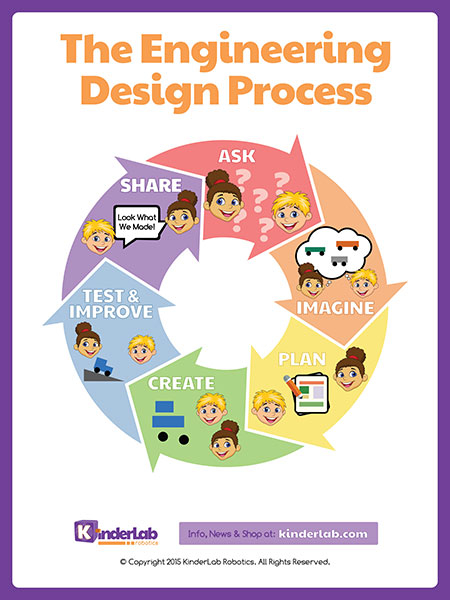 The Engineering
Design Process
ASK
? ? ? ? ? ? ?
IMAGINE
PLAN
CREATE
TEST &
IMPROVE
SHARE
Look What
We Made!
KinderLab
robotics
Info, News & Shop at: kinderlab.com
© Copyright 2015 KinderLab Robotics. All Rights Reserved.